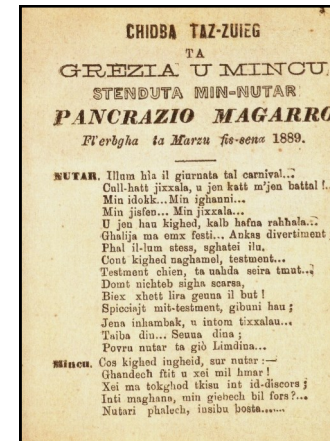 CHIDBA TAZ-ZUIEG
TA
GREZIA U MINCU
STENDUTA MIN-NUTAR
PANCRAZIO MAGARRO
Fl'erbgha ta Marzu fis-sena 1889.
NUTAR. Illum hia il giurnata tal carnival...
Cull-hatt jixxala, u jen katt m'jen battal !..
Min idokk... Min ighanni...
Min jisfen... Min jixxala...
U jen hau kighed, kalb hafna rahhala...
Ghalija ma emx festi... Ankas divertiment
Phal il-lum stess, sghatei ilu.
Cont kighed naghamel, testment...
Testment chien, ta uahda seira tmut...
Domt nichteb sigha scarsa,
Biex xhett lira genna il but !
Spicciajt mit-testment, gibuni hau ;
Jena inhambak, u intom tixxalau...
Taiba din... Seuua dina ;
Povru nutar ta giò Limdina...
Mincu. Cos kighed ingheid, sur nutar :—
Ghandech ftit u xei mil hmar !
Xei ma tokghod tkisu int id-discors ;
Inti maghana, min giebech bil fors ?...
Nutari phalech, insibu bosta......